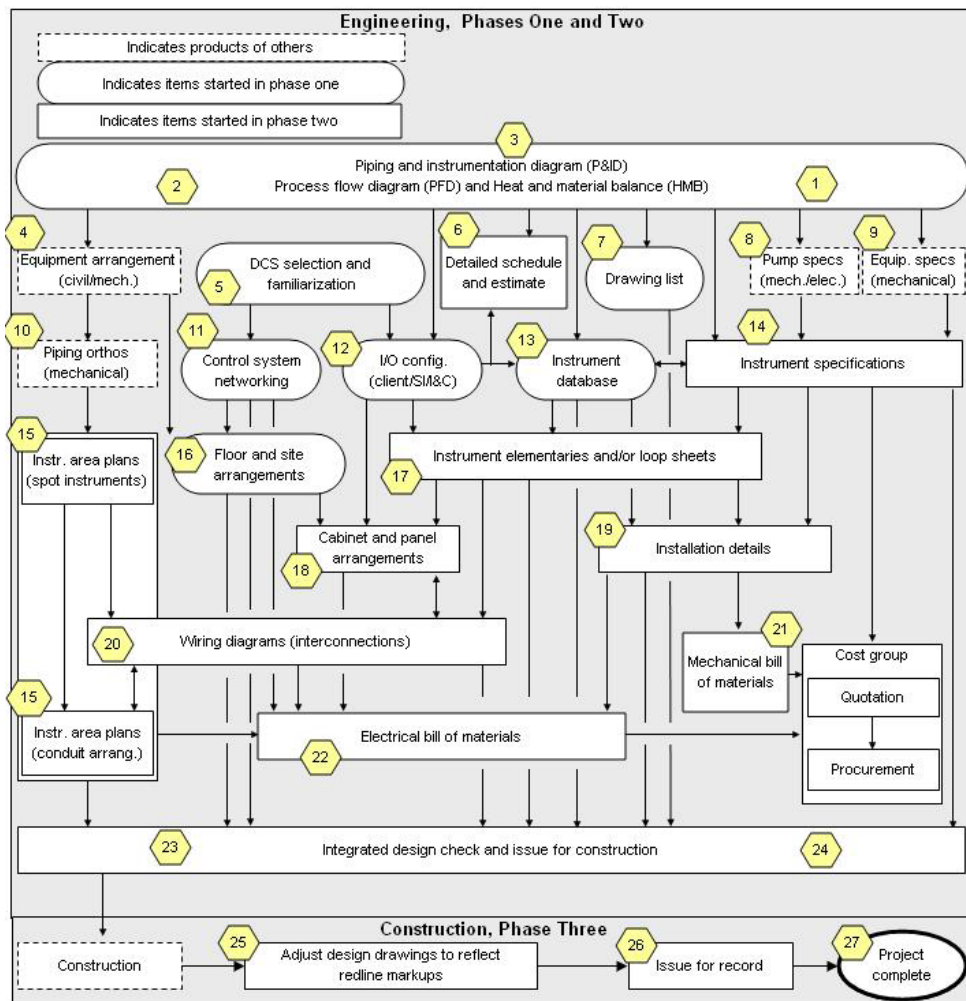 Engineering, Phases One and Two
Indicates products of others
Indicates items started in phase one
Indicates items started in phase two
3
Piping and instrumentation diagram (P&ID)
Process flow diagram (PFD) and Heat and material balance (HMB)
2
1
4
Equipment arrangement
(civil/mech.)
DCS selection and
familiarization
5
6
Detailed schedule
and estimate
7
Drawing list
8
Pump specs
(mech./elec.)
9
Equip. specs
(mechanical)
10
Piping orthos
(mechanical)
11
Control system
networking
12
I/O config.
(client/SI/I&C)
13
Instrument
database
14
Instrument specifications
15
Instr. area plans
(spot instruments)
16
Floor and site
arrangements
17
Instrument elementaries and/or loop sheets
18
Cabinet and panel
arrangements
19
Installation details
20
Wiring diagrams (interconnections)
21
Mechanical bill
of materials
Cost group
Quotation
Procurement
15
Instr. area plans
(conduit arrang.)
Electrical bill of materials
22
23
Integrated design check and issue for construction
24
Construction, Phase Three
Construction
25
Adjust design drawings to reflect
redline markups
26
Issue for record
27
Project
complete